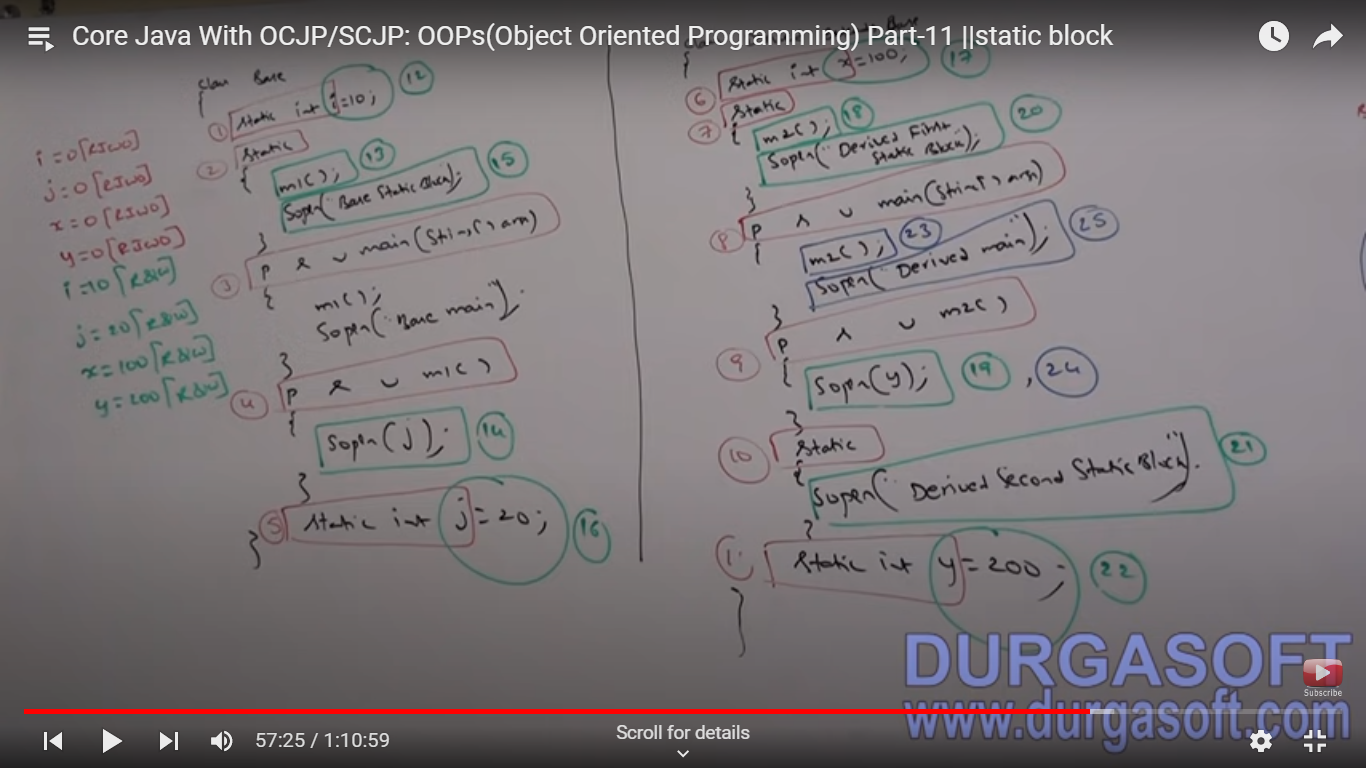 Core Java With OCJP/SCJP: OOPs(Object Oriented Programming) Part-11 ||static block
class Base
{
① static int i=10; ⑫
② static
{ m1(); ⑬
Sopln("Base Static Block"); ⑮
}
③ p s v main(String[] args)
{
m1();
Sopln("Base main");
}
④ p s v m1()
{
Sopln(j); ⑭
}
⑤ static int j=20; ⑯
}
i=0[RIWO]
j=0[RIWO]
x=0[RIWO]
y=0[RIWO]
i=10[R&W]
j=20[R&W]
x=100[R&W]
y=200[R&W]
Base
{
⑥ static int x=100; ⑰
⑦ static
{ m2(); ⑱
Sopln("Derived First
Static Block"); ⑳
}
⑧ p s v main(String[] args)
{
m2(); ㉓
Sopln("Derived main"); ㉕
}
⑨ p s v m2()
{
Sopln(y); ⑲, ㉔
}
⑩ static
{
Sopln("Derived Second Static Block"); ㉑
}
static int y=200; ㉒
}
DURGASOFT
www.durgasoft.com
Subscribe
57:25 / 1:10:59
Scroll for details